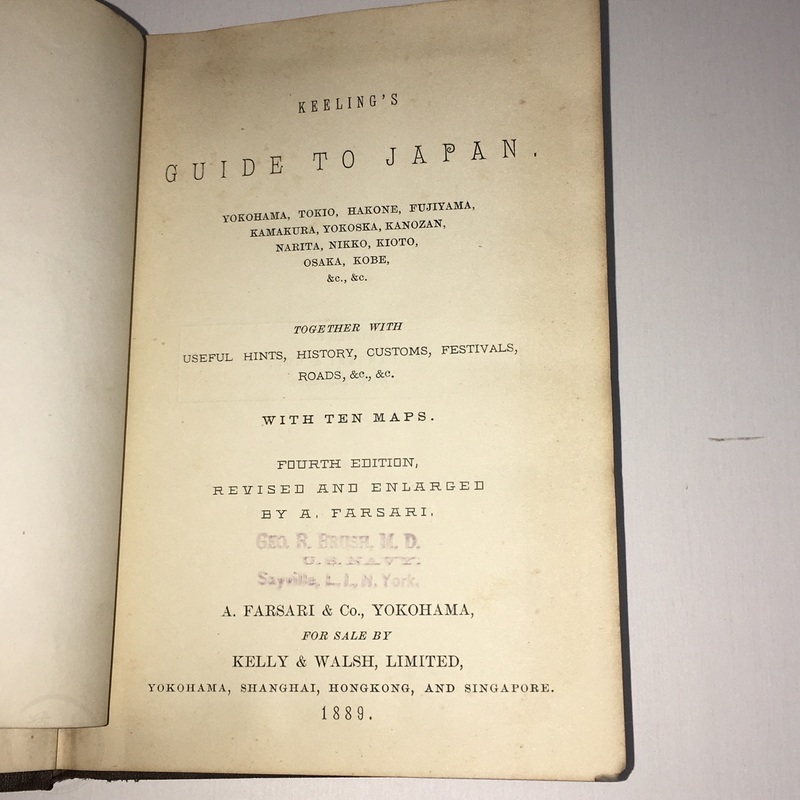 KEELING'S
GUIDE TO JAPAN.
YOKOHAMA, TOKIO, HAKONE, FUJIYAMA,
KAMAKURA, YOKOSKA, KANOZAN,
NARITA, NIKKO, KIOTO,
OSAKA, KOBE,
&c., &c.
TOGETHER WITH
USEFUL HINTS, HISTORY, CUSTOMS, FESTIVALS,
ROADS, &c., &c.
WITH TEN MAPS.
FOURTH EDITION,
REVISED AND ENLARGED
BY A. FARSARI.
GEO. R. BRUSH, M. D.
U. S. NAVY.
Sayville, L. I., N. York.
A. FARSARI & Co., YOKOHAMA,
FOR SALE BY
KELLY & WALSH, LIMITED,
YOKOHAMA, SHANGHAI, HONGKONG, AND SINGAPORE.
1889.